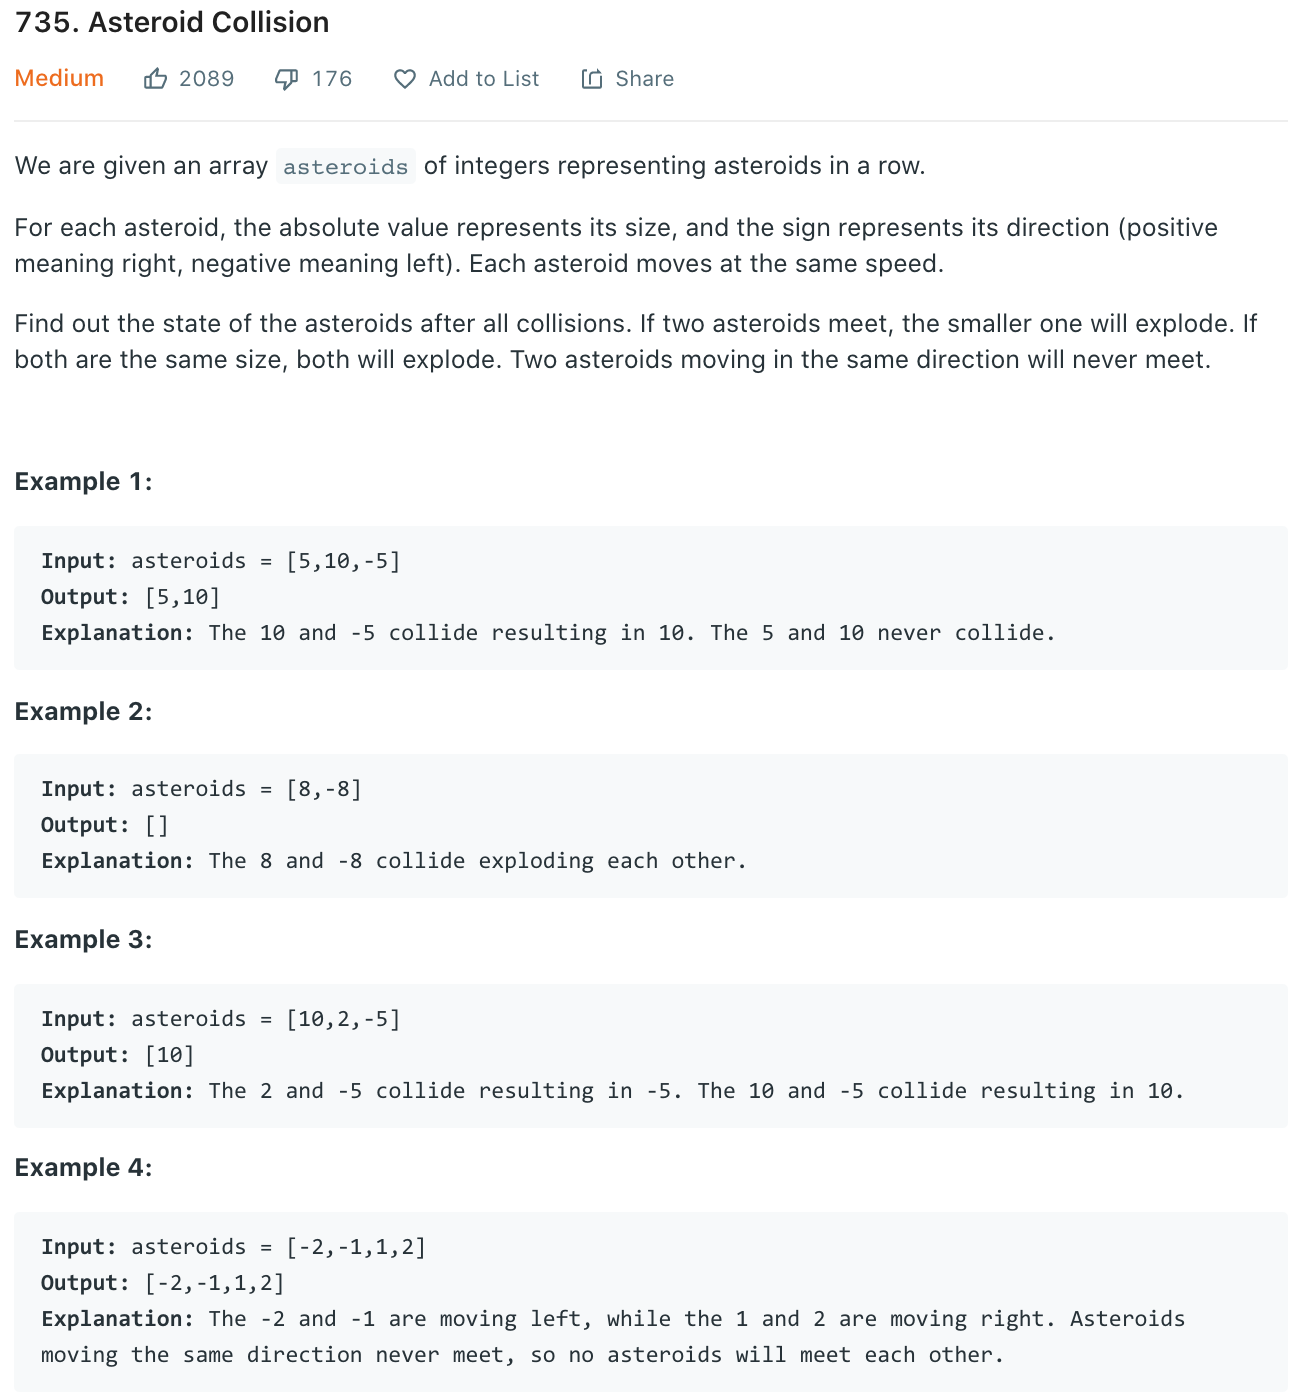 735. Asteroid Collision
Medium 2089 176 Add to List Share
We are given an array asteroids of integers representing asteroids in a row.
For each asteroid, the absolute value represents its size, and the sign represents its direction (positive
meaning right, negative meaning left). Each asteroid moves at the same speed.
Find out the state of the asteroids after all collisions. If two asteroids meet, the smaller one will explode. If
both are the same size, both will explode. Two asteroids moving in the same direction will never meet.
Example 1:
Input: asteroids = [5,10,-5]
Output: [5,10]
Explanation: The 10 and -5 collide resulting in 10. The 5 and 10 never collide.
Example 2:
Input: asteroids = [8,-8]
Output: []
Explanation: The 8 and -8 collide exploding each other.
Example 3:
Input: asteroids = [10,2,-5]
Output: [10]
Explanation: The 2 and -5 collide resulting in -5. The 10 and -5 collide resulting in 10.
Example 4:
Input: asteroids = [-2,-1,1,2]
Output: [-2,-1,1,2]
Explanation: The -2 and -1 are moving left, while the 1 and 2 are moving right. Asteroids
moving the same direction never meet, so no asteroids will meet each other.